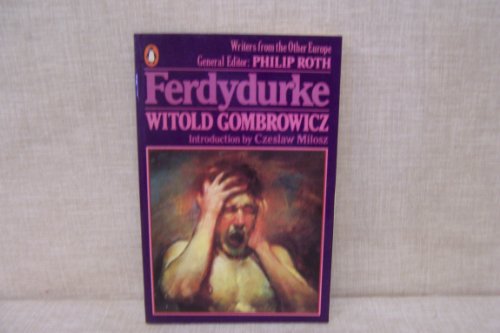 Writers from the Other Europe
General Editor: PHILIP ROTH
Ferdydurke
WITOLD GOMBROWICZ
Introduction by Czeslaw Milosz